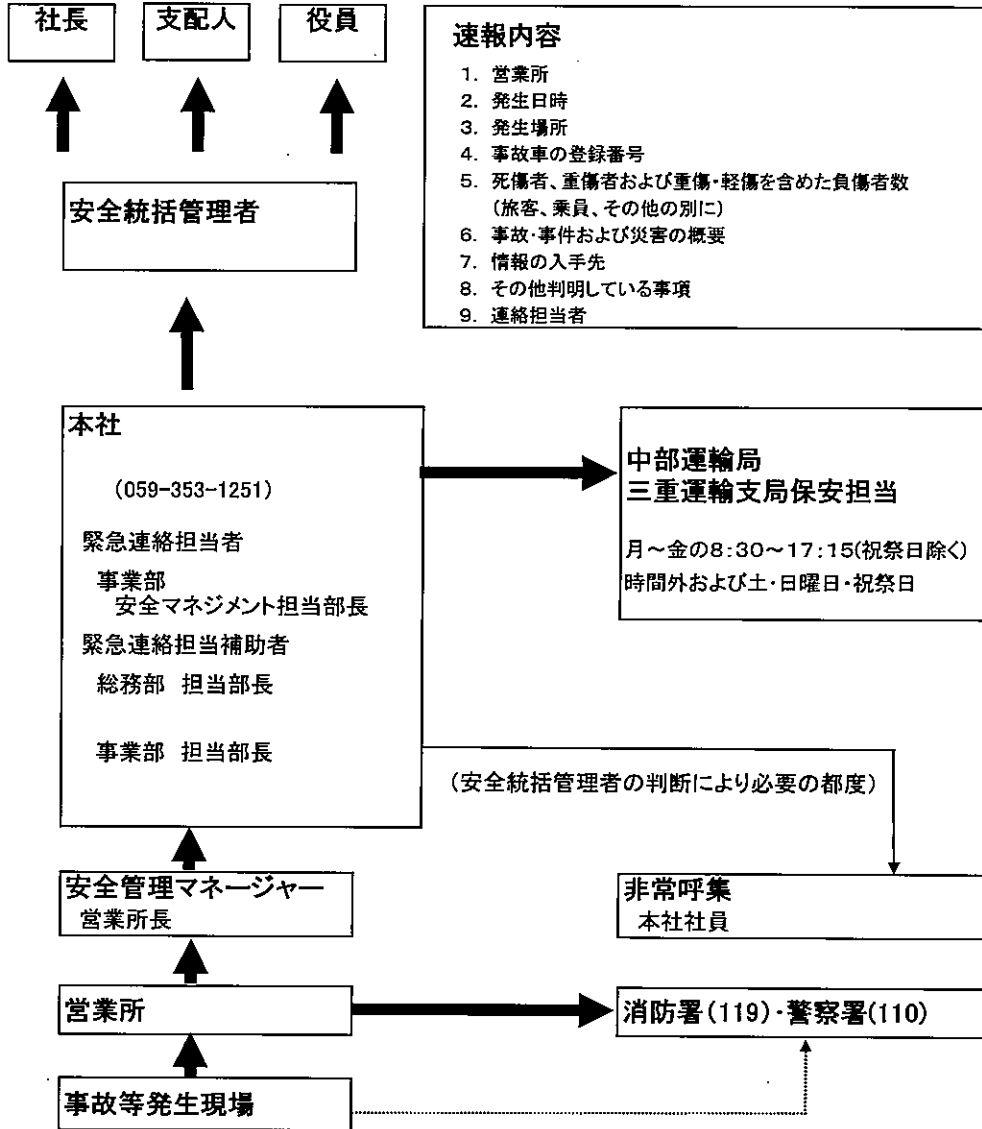 社長
支配人
役員
速報内容
1. 営業所
2. 発生日時
3. 発生場所
4. 事故車の登録番号
5. 死傷者、重傷者および重傷・軽傷を含めた負傷者数
(旅客、乗員、その他の別に)
6. 事故・事件および災害の概要
7. 情報の入手先
8. その他判明している事項
9. 連絡担当者
安全統括管理者
本社
(059-353-1251)
緊急連絡担当者
事業部
安全マネジメント担当部長
緊急連絡担当補助者
総務部 担当部長
事業部 担当部長
中部運輸局
三重運輸支局保安担当
月～金の8:30～17:15(祝祭日除く)
時間外および土・日曜日・祝祭日
(安全統括管理者の判断により必要の都度)
安全管理マネージャー
営業所長
非常呼集
本社社員
営業所
消防署(119)・警察署(110)
事故等発生現場